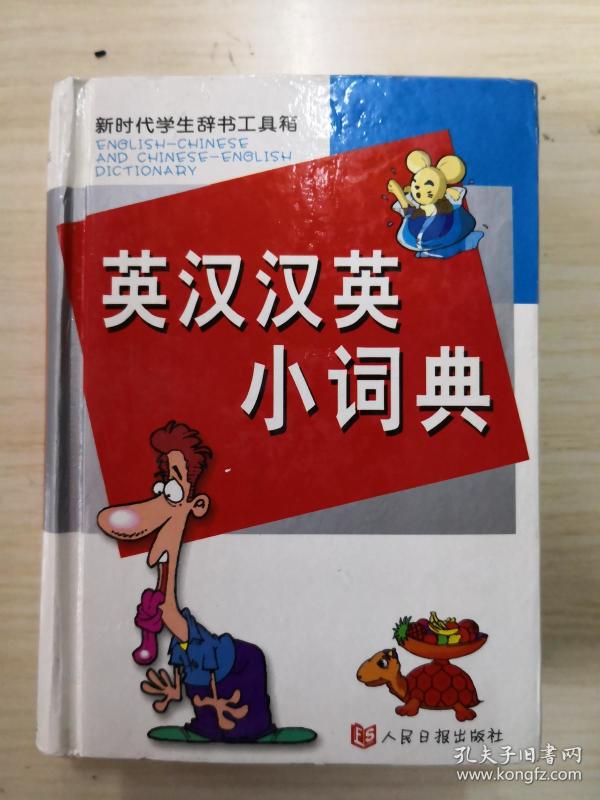 新时代学生辞书工具箱
ENGLISH-CHINESE
AND CHINESE-ENGLISH
DICTIONARY
英汉汉英
小词典
人民日报出版社
孔夫子旧书网
www.kongfz.com